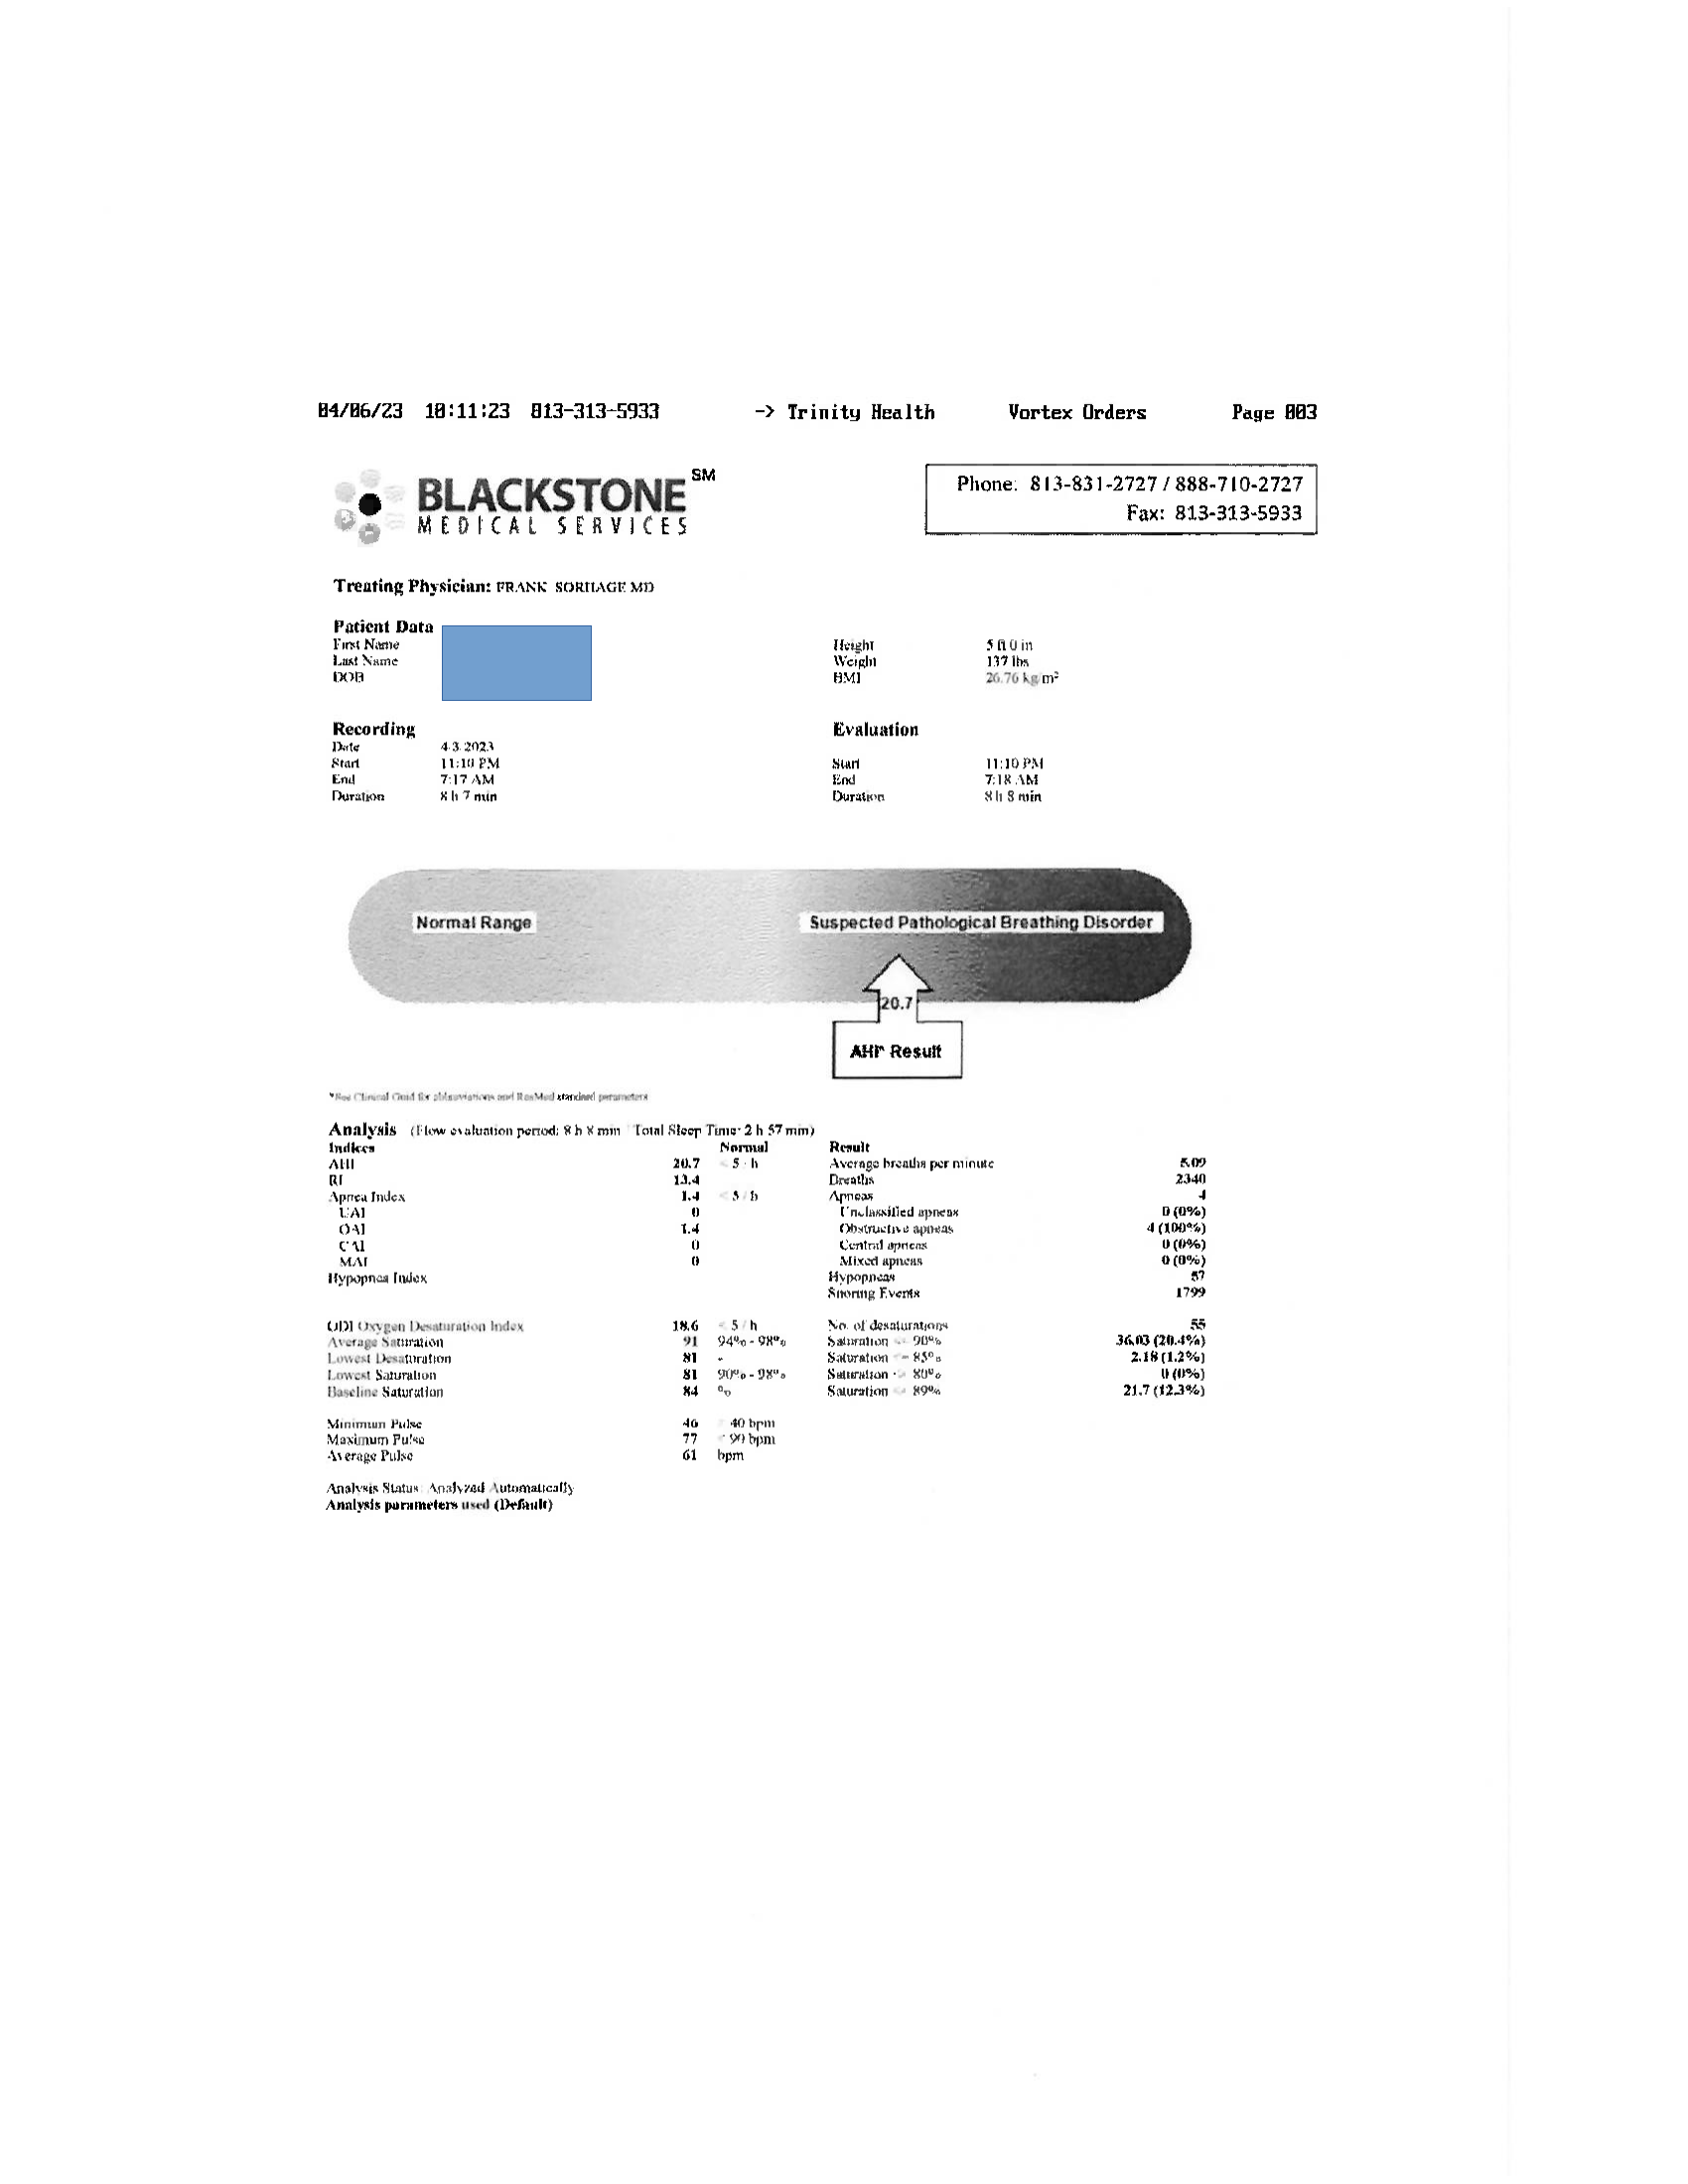 04/06/23 10:11:23 813-313-5933 -> Trinity Health Vortex Orders Page 003
BLACKSTONE SM
MEDICAL SERVICES
Phone: 813-831-2727 / 888-710-2727
Fax: 813-313-5933
Treating Physician: FRANK SORHAGE MD
Patient Data
First Name
Last Name
DOB
Height 5 ft 0 in
Weight 137 lbs
BMI 26.76 kg/m²
Recording
Date 4.3.2023
Start 11:10 PM
End 7:17 AM
Duration 8 h 7 min
Evaluation
Start 11:10 PM
End 7:18 AM
Duration 8 h 8 min
Normal Range
Suspected Pathological Breathing Disorder
20.7
AHI* Result
*See Clinical Guid for abbreviations and ResMed standard parameters
Analysis (Flow evaluation period: 8 h 8 min Total Sleep Time: 2 h 57 min)
Indices Normal Result
AHI 20.7 < 5 / h Average breaths per minute 5.09
RI 13.4 Breaths 2340
Apnea Index 1.4 < 5 / h Apneas 4
UAI 0 Unclassified apneas 0 (0%)
OAI 1.4 Obstructive apneas 4 (100%)
CAI 0 Central apneas 0 (0%)
MAI 0 Mixed apneas 0 (0%)
Hypopnea Index Hypopneas 57
Snoring Events 1799
ODI Oxygen Desaturation Index 18.6 < 5 / h No. of desaturations 55
Average Saturation 91 94% - 98% Saturation 90% 36.03 (20.4%)
Lowest Desaturation 81 - Saturation 85% 2.18 (1.2%)
Lowest Saturation 81 90% - 98% Saturation 80% 0 (0%)
Baseline Saturation 84 % Saturation 89% 21.7 (12.3%)
Minimum Pulse 46 40 bpm
Maximum Pulse 77 90 bpm
Average Pulse 61 bpm
Analysis Status: Analyzed Automatically
Analysis parameters used (Default)